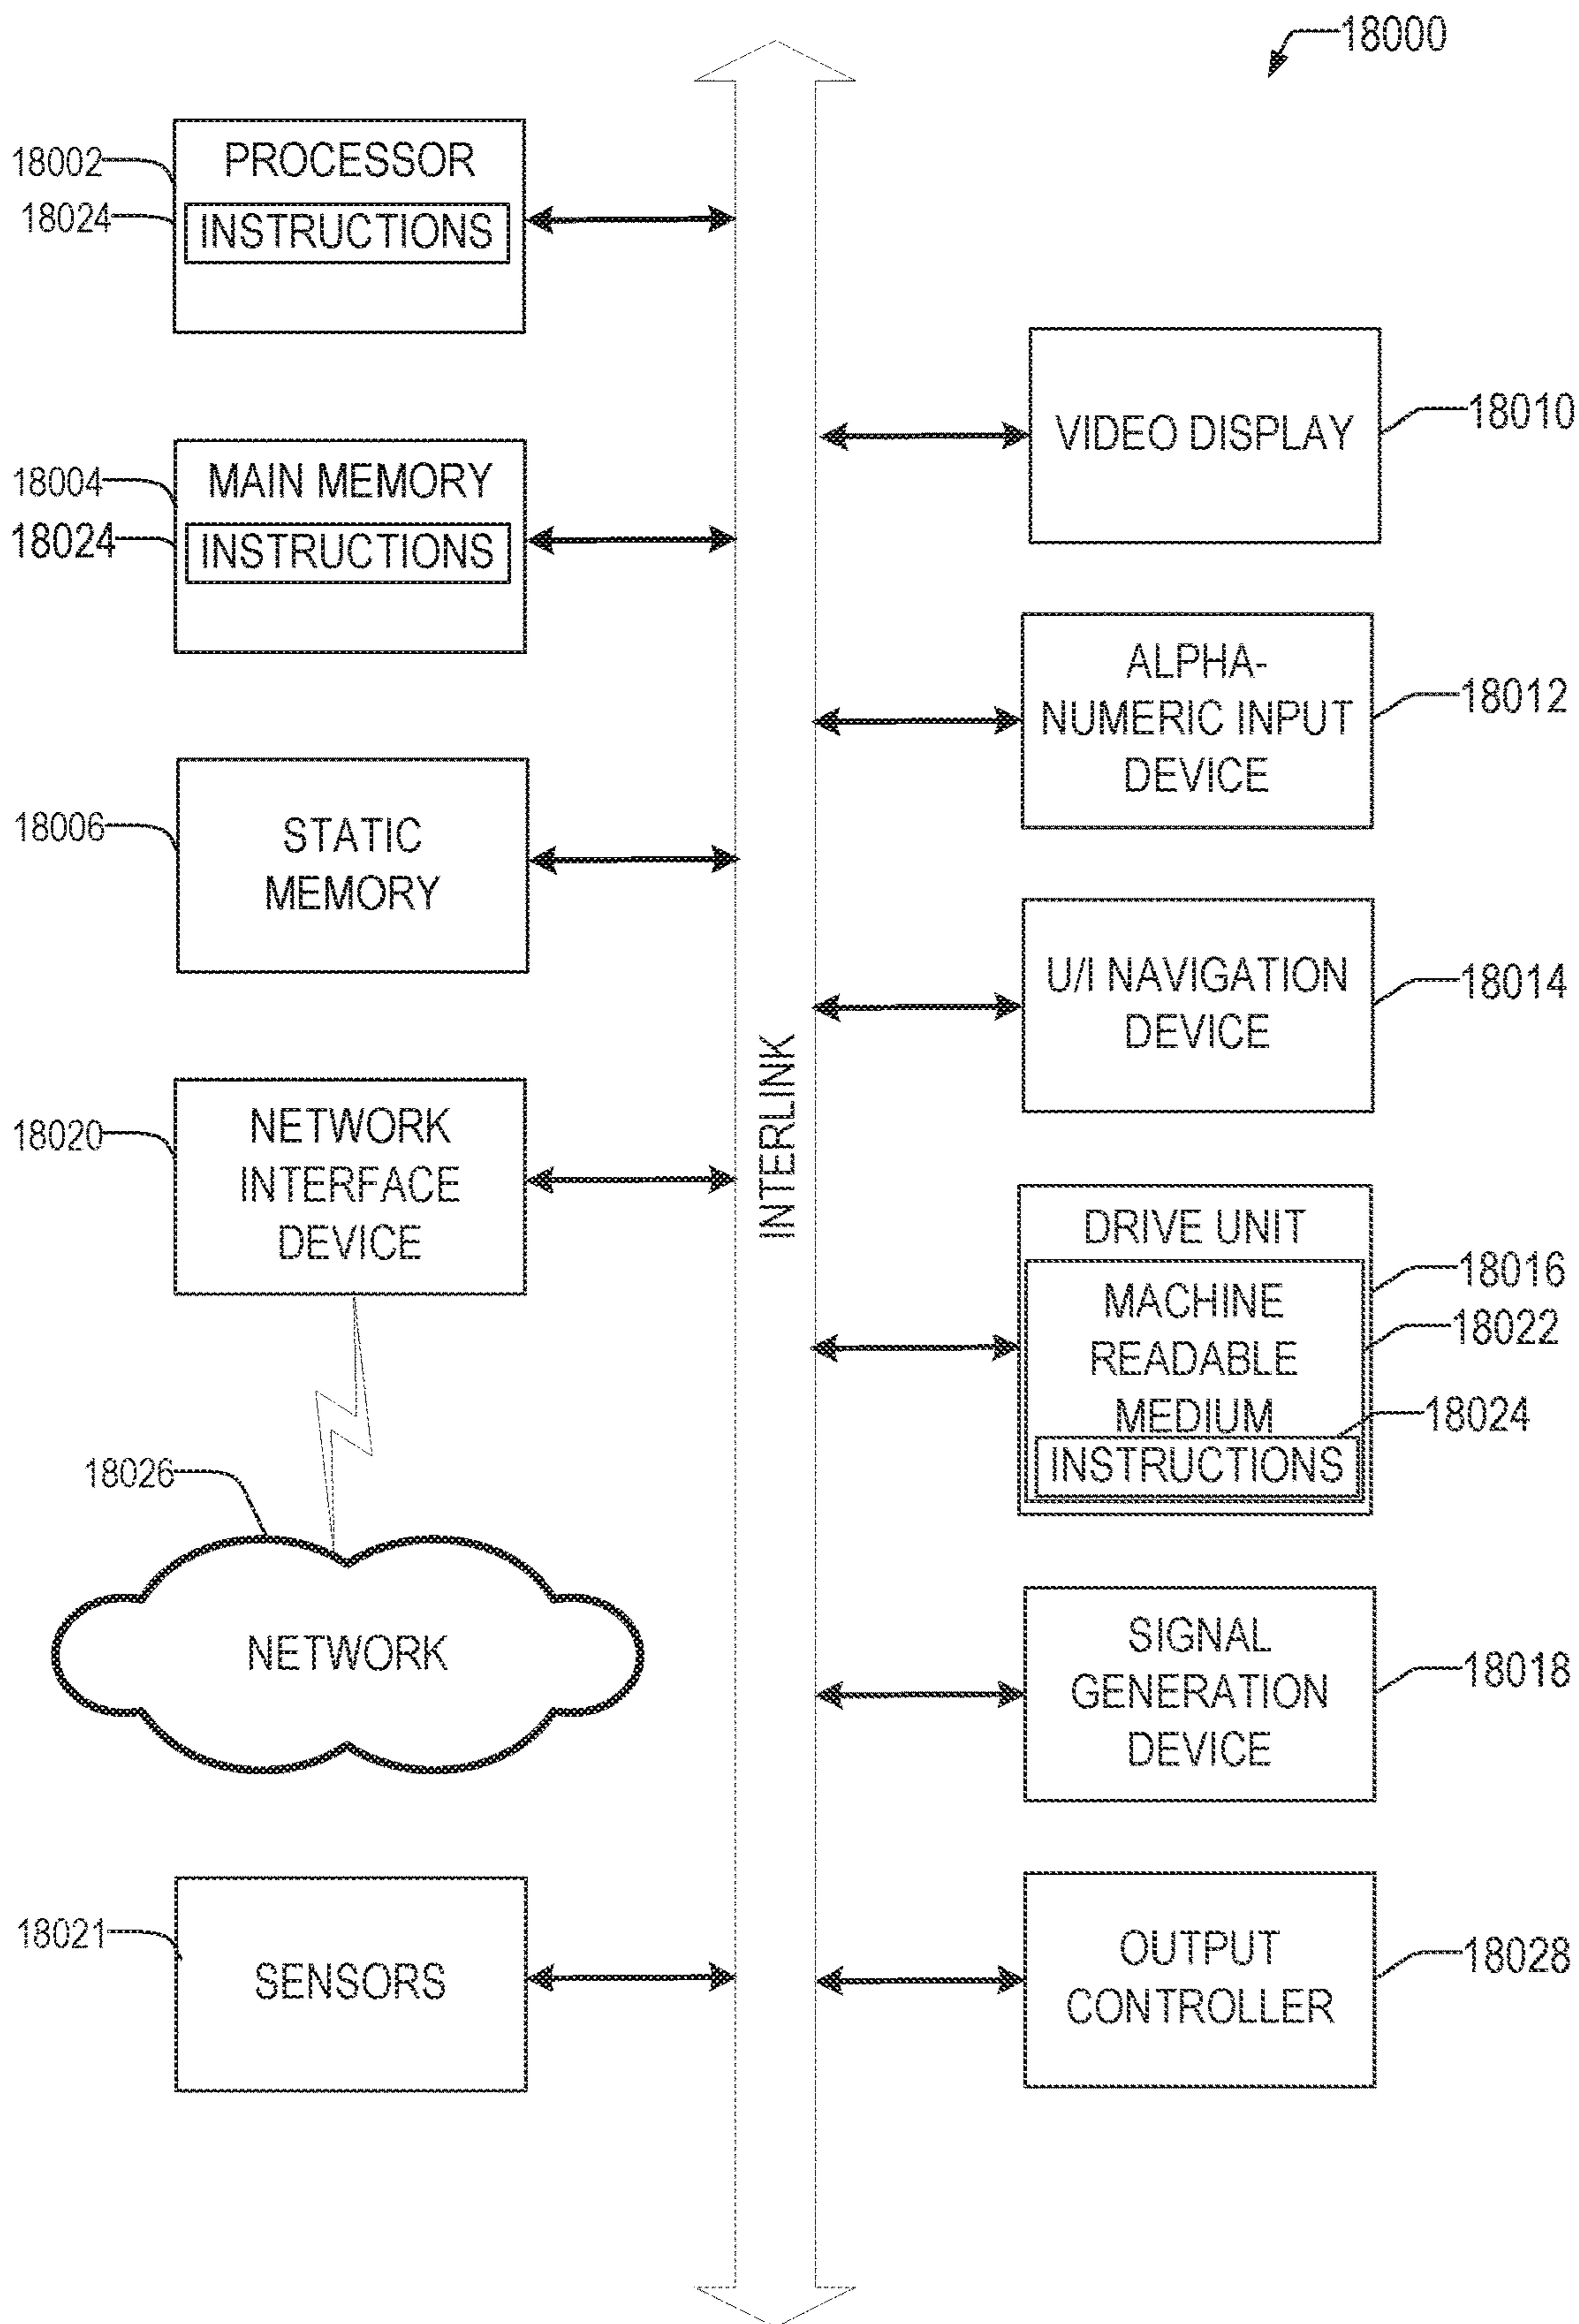 18000
18002
PROCESSOR
18024
INSTRUCTIONS
18004
MAIN MEMORY
18024
INSTRUCTIONS
18006
STATIC
MEMORY
18020
NETWORK
INTERFACE
DEVICE
18026
NETWORK
18021
SENSORS
INTERLINK
VIDEO DISPLAY
18010
ALPHA-
NUMERIC INPUT
DEVICE
18012
U/I NAVIGATION
DEVICE
18014
DRIVE UNIT
18016
MACHINE
READABLE
MEDIUM
18022
18024
INSTRUCTIONS
SIGNAL
GENERATION
DEVICE
18018
OUTPUT
CONTROLLER
18028